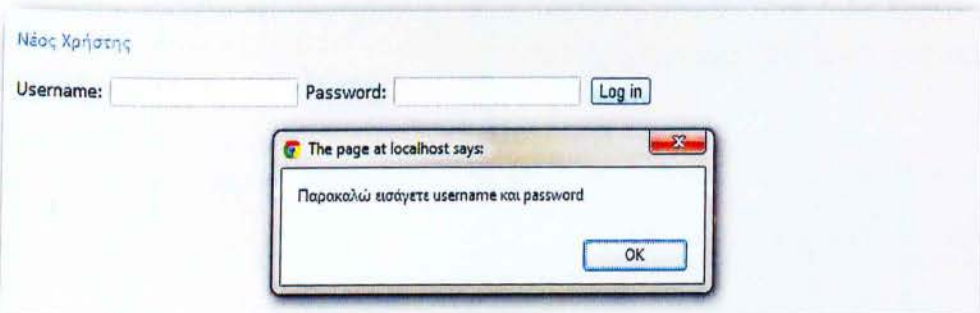 Νέος Χρήστης
Username: Password: Log in
The page at localhost says:
Παρακαλώ εισάγετε username και password
OK